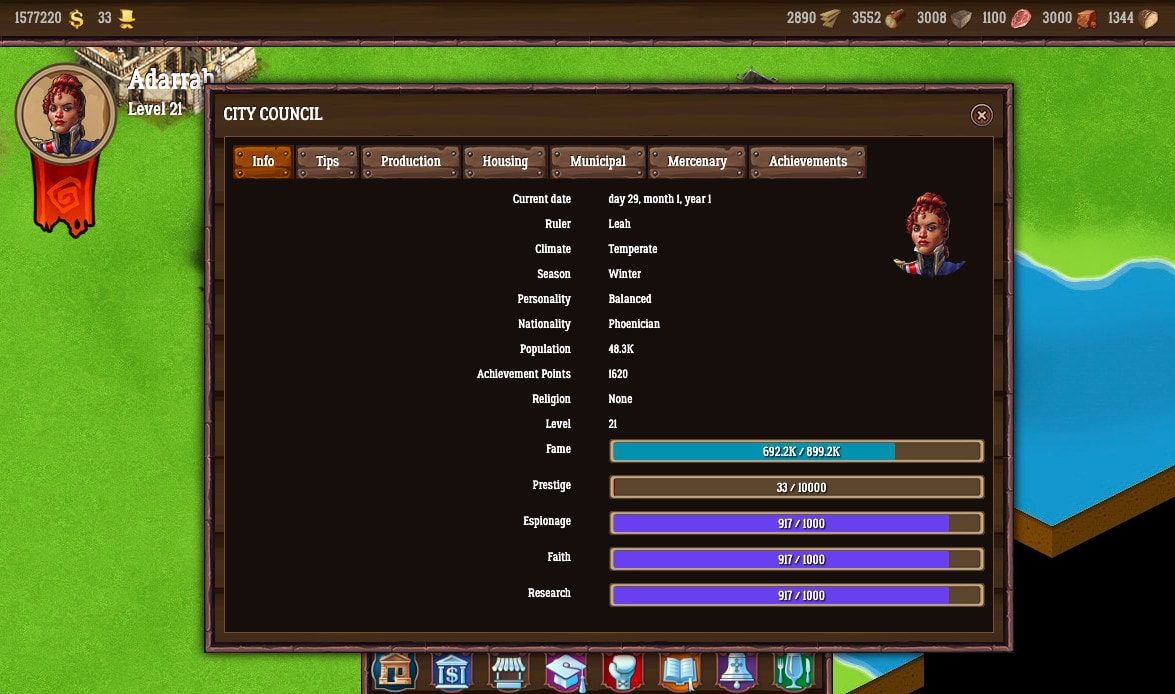 1577220 33 2890 3552 3008 1100 3000 1344
Adarrah
Level 21
CITY COUNCIL
Info Tips Production Housing Municipal Mercenary Achievements
Current date day 29, month 1, year 1
Ruler Leah
Climate Temperate
Season Winter
Personality Balanced
Nationality Phoenician
Population 48.3K
Achievement Points 1620
Religion None
Level 21
Fame 692.2K / 899.2K
Prestige 33 / 10000
Espionage 917 / 1000
Faith 917 / 1000
Research 917 / 1000